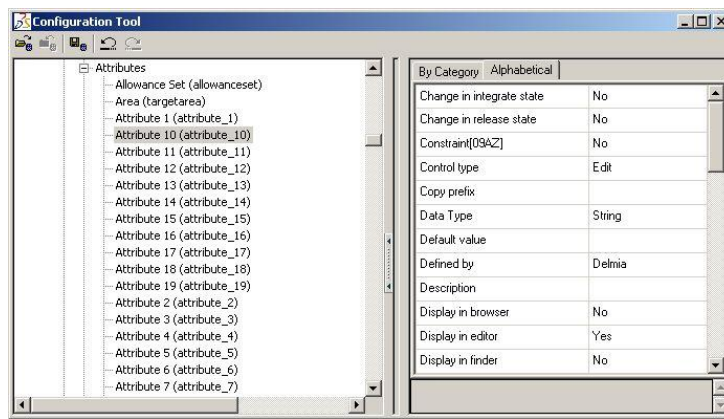 Configuration Tool
Attributes
Allowance Set (allowanceset)
Area (targetarea)
Attribute 1 (attribute_1)
Attribute 10 (attribute_10)
Attribute 11 (attribute_11)
Attribute 12 (attribute_12)
Attribute 13 (attribute_13)
Attribute 14 (attribute_14)
Attribute 15 (attribute_15)
Attribute 16 (attribute_16)
Attribute 17 (attribute_17)
Attribute 18 (attribute_18)
Attribute 19 (attribute_19)
Attribute 2 (attribute_2)
Attribute 3 (attribute_3)
Attribute 4 (attribute_4)
Attribute 5 (attribute_5)
Attribute 6 (attribute_6)
Attribute 7 (attribute_7)
By Category Alphabetical
Change in integrate state No
Change in release state No
Constraint[09AZ] No
Control type Edit
Copy prefix
Data Type String
Default value
Defined by Delmia
Description
Display in browser No
Display in editor Yes
Display in finder No